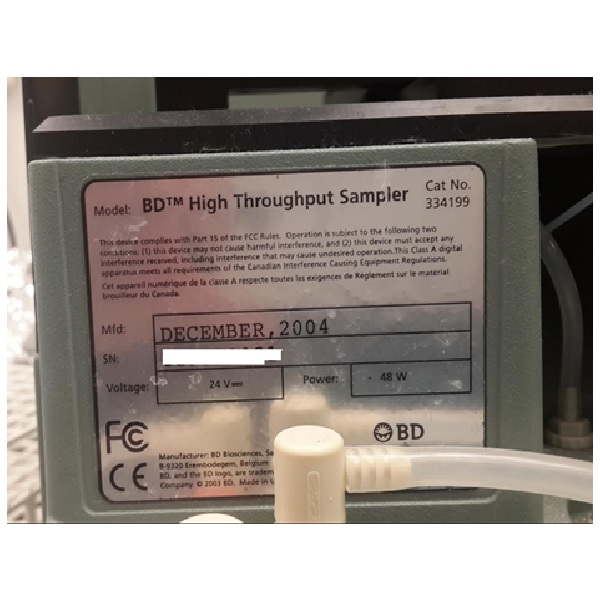 Model: BD™ High Throughput Sampler
Cat No.
334199
This device complies with Part 15 of the FCC Rules. Operation is subject to the following two
conditions: (1) this device may not cause harmful interference, and (2) this device must accept any
interference received, including interference that may cause undesired operation.This Class A digital
apparatus meets all requirements of the Canadian Interference Causing Equipment Regulations.
Cet appareil numérique de la classe A respecte toutes les exigences de Règlement sur le matériel
brouilleur du Canada.
Mfd: DECEMBER,2004
SN:
Voltage: 24 V
Power: 48 W
FC
CE
BD
Manufacturer: BD Biosciences,
B-9320 Erembodegem, Belgium
BD, and the BD logo, are
Company. © 2003 BD. Made in